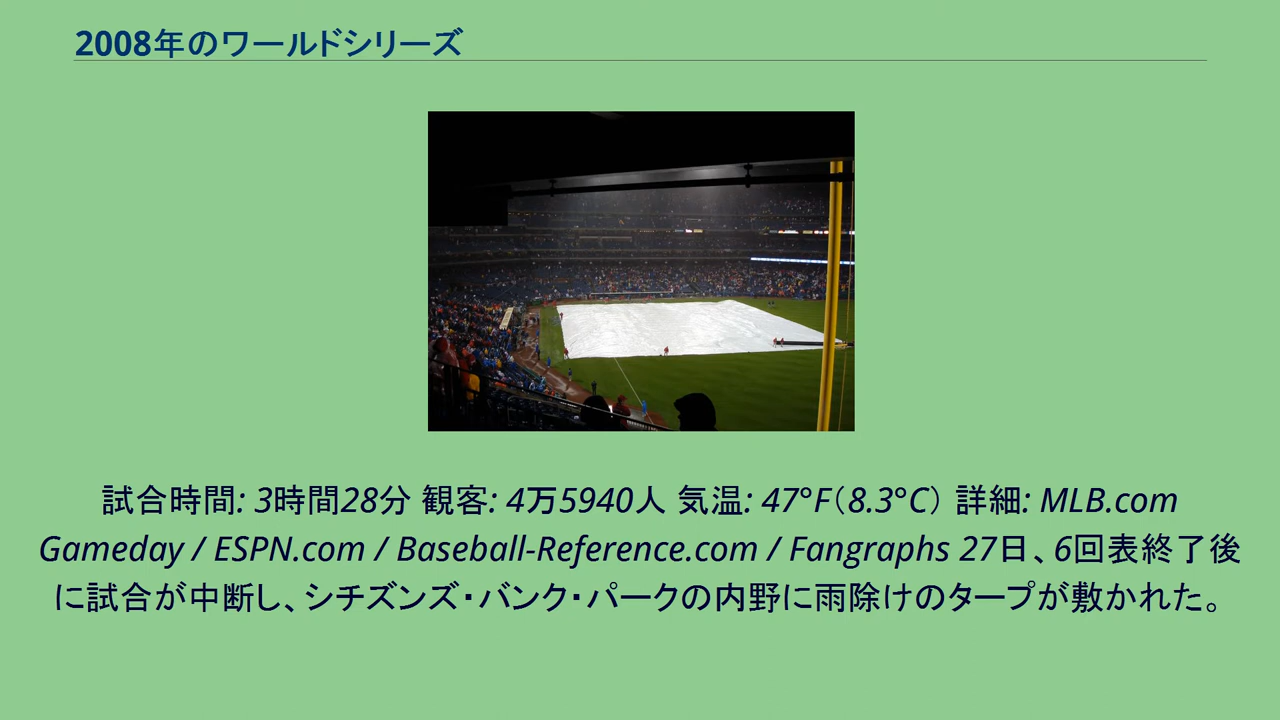 2008年のワールドシリーズ
試合時間: 3時間28分 観客: 4万5940人 気温: 47°F（8.3°C） 詳細: MLB.com
Gameday / ESPN.com / Baseball-Reference.com / Fangraphs 27日、6回表終了後
に試合が中断し、シチズンズ・バンク・パークの内野に雨除けのタープが敷かれた。